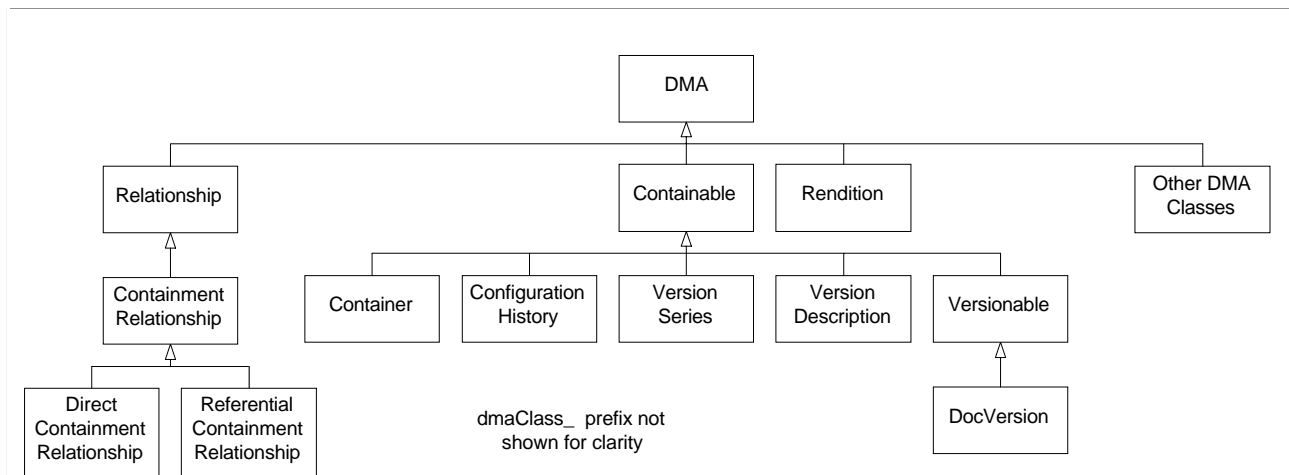 DMA
Relationship
Containable
Rendition
Other DMA
Classes
Containment
Relationship
Container
Configuration
History
Version
Series
Version
Description
Versionable
Direct
Containment
Relationship
Referential
Containment
Relationship
dmaClass_ prefix not
shown for clarity
DocVersion